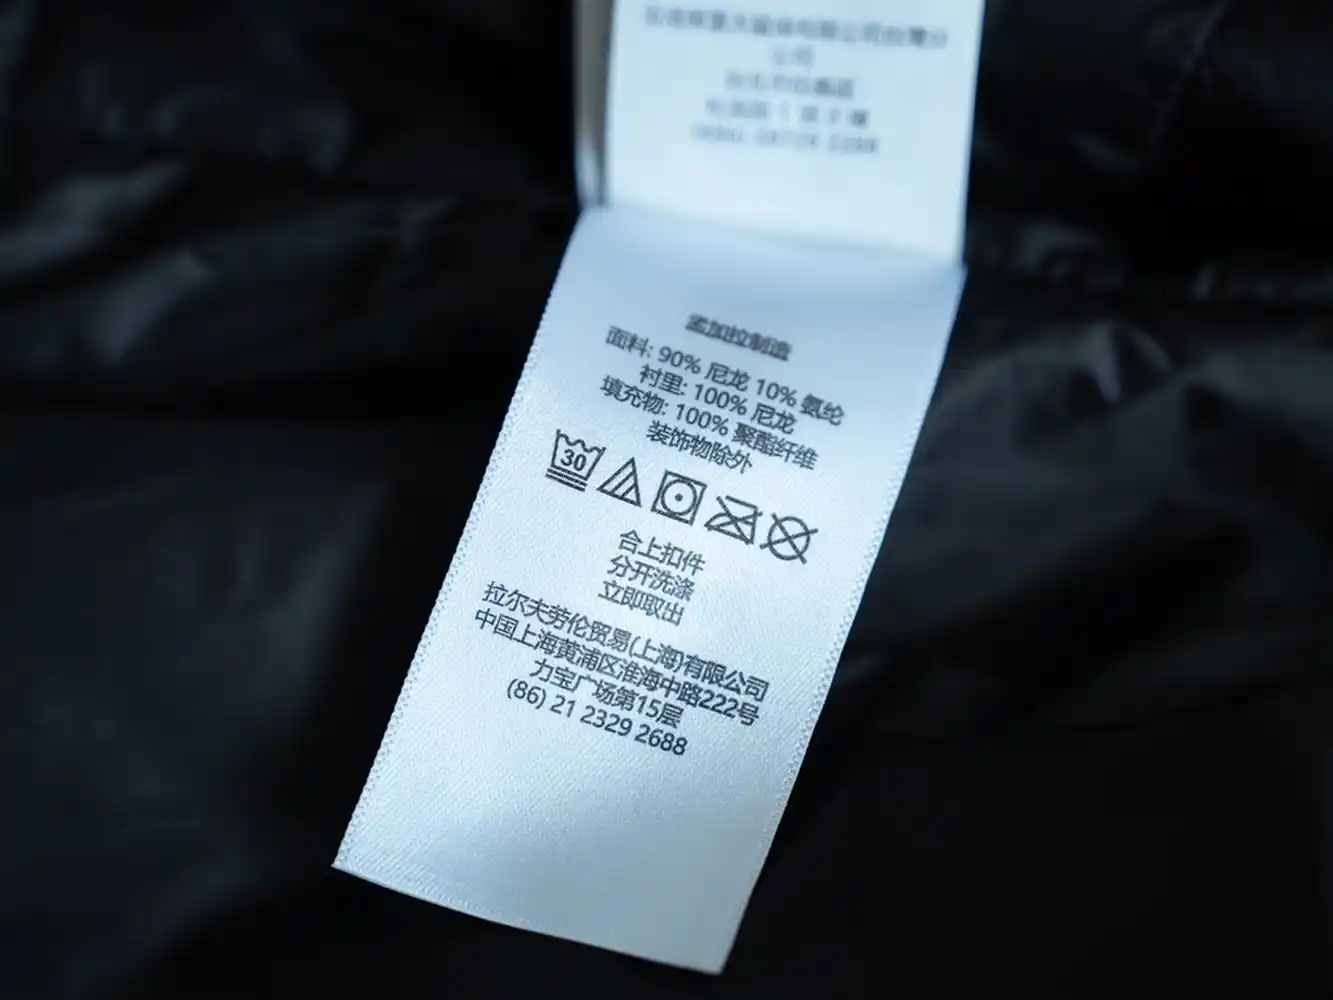 孟加拉制造
面料: 90% 尼龙 10% 氨纶
衬里: 100% 尼龙
填充物: 100% 聚酯纤维
装饰物除外
30
合上扣件
分开洗涤
立即取出
拉尔夫劳伦贸易(上海)有限公司
中国上海黄浦区淮海中路222号
力宝广场第15层
(86) 21 2329 2688